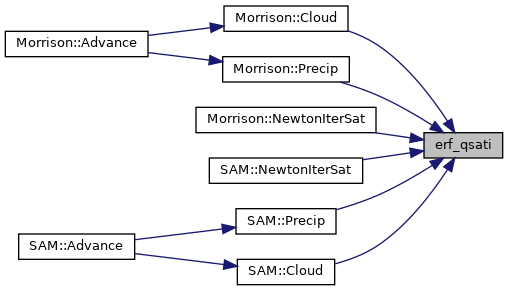 Morrison::Cloud
Morrison::Advance
Morrison::Precip
Morrison::NewtonIterSat
erf_qsati
SAM::NewtonIterSat
SAM::Precip
SAM::Advance
SAM::Cloud